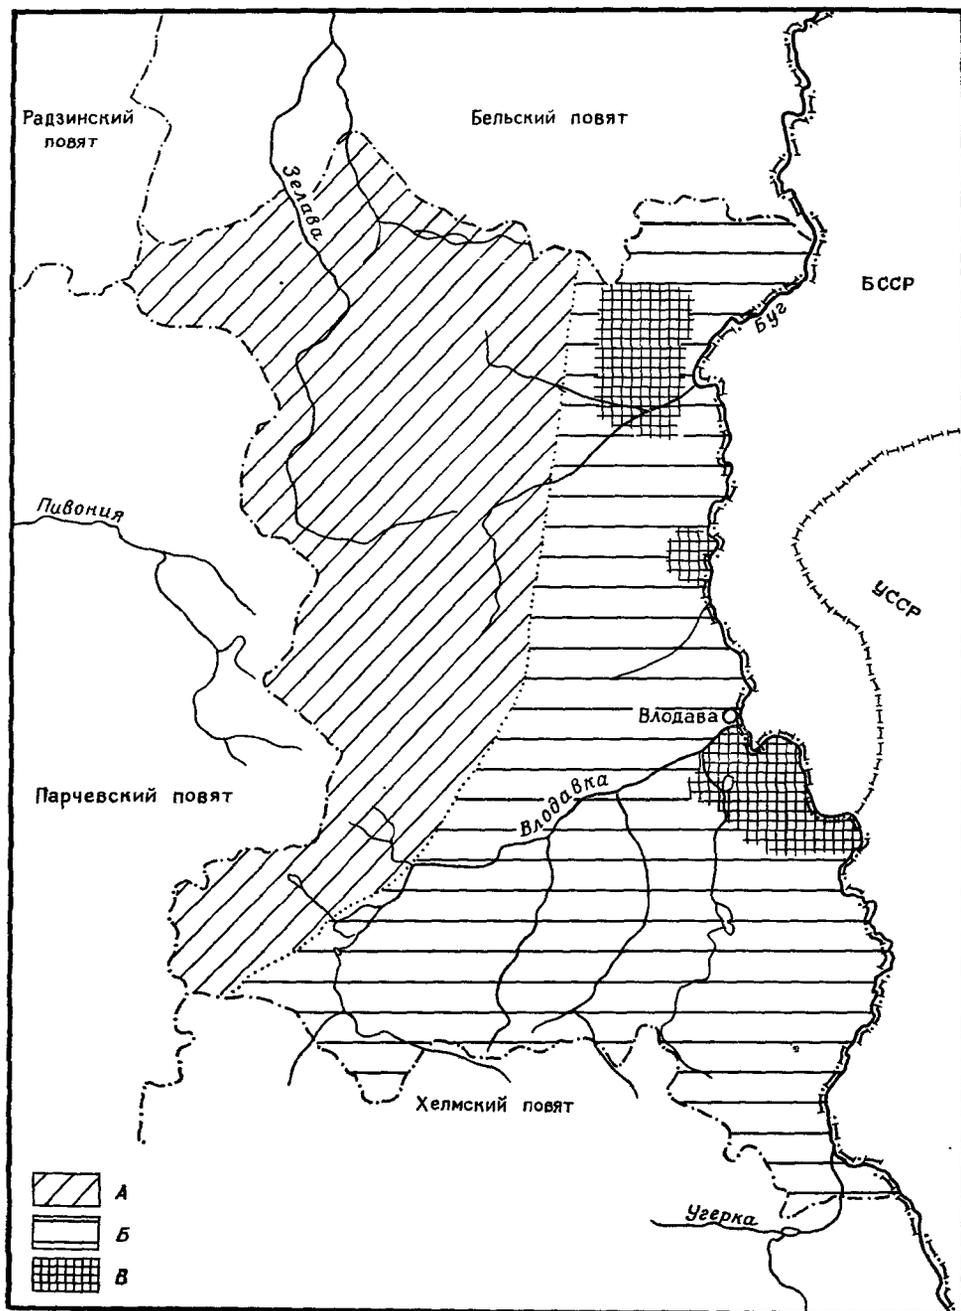 Радзинский
повят
Бельский повят
Зелава
БССР
Буг
Пивония
УССР
Влодава
Парчевский повят
Влодавка
Хелмский повят
А
Б
В
Угерка